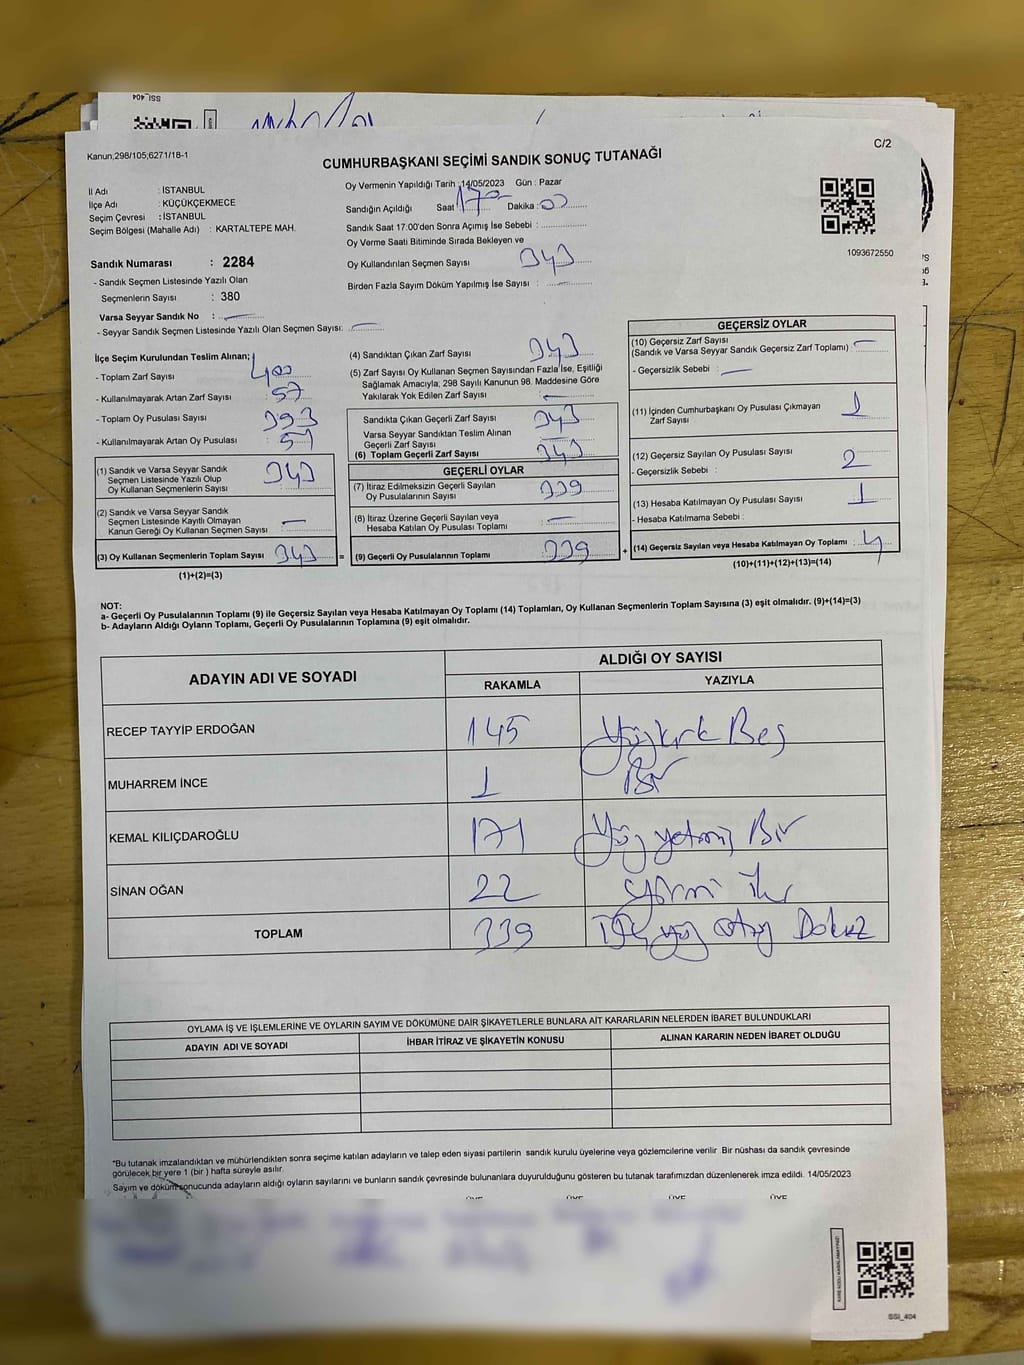 SSI_404
Kanun,298/105;6271/18-1
C/2
CUMHURBAŞKANI SEÇİMİ SANDIK SONUÇ TUTANAĞI
İl Adı : İSTANBUL
İlçe Adı : KÜÇÜKÇEKMECE
Seçim Çevresi : İSTANBUL
Seçim Bölgesi (Mahalle Adı) : KARTALTEPE MAH.
Oy Vermenin Yapıldığı Tarih :14/05/2023 Gün : Pazar
Sandığın Açıldığı Saat 17 Dakika : 00
Sandık Saat 17:00'den Sonra Açımış İse Sebebi :
Oy Verme Saati Bitiminde Sırada Bekleyen ve
Oy Kullandırılan Seçmen Sayısı 343
Birden Fazla Sayım Döküm Yapılmış İse Sayısı : —
1093672550
Sandık Numarası : 2284
- Sandık Seçmen Listesinde Yazılı Olan
Seçmenlerin Sayısı : 380
Varsa Seyyar Sandık No : —
- Seyyar Sandık Seçmen Listesinde Yazılı Olan Seçmen Sayısı: —
İlçe Seçim Kurulundan Teslim Alınan;
- Toplam Zarf Sayısı 400
- Kullanılmayarak Artan Zarf Sayısı : 57
- Toplam Oy Pusulası Sayısı 393
- Kullanılmayarak Artan Oy Pusulası :
(1) Sandık ve Varsa Seyyar Sandık
Seçmen Listesinde Yazılı Olup
Oy Kullanan Seçmenlerin Sayısı 343
(2) Sandık ve Varsa Seyyar Sandık
Seçmen Listesinde Kayıtlı Olmayan
Kanun Gereği Oy Kullanan Seçmen Sayısı : —
(3) Oy Kullanan Seçmenlerin Toplam Sayısı 343 =
(1)+(2)=(3)
(4) Sandıktan Çıkan Zarf Sayısı 343
(5) Zarf Sayısı Oy Kullanan Seçmen Sayısından Fazla İse, Eşitliği
Sağlamak Amacıyla; 298 Sayılı Kanunun 98. Maddesine Göre
Yakılarak Yok Edilen Zarf Sayısı —
Sandıkta Çıkan Geçerli Zarf Sayısı 343
Varsa Seyyar Sandıktan Teslim Alınan
Geçerli Zarf Sayısı —
(6) Toplam Geçerli Zarf Sayısı 343
GEÇERLİ OYLAR
(7) İtiraz Edilmeksizin Geçerli Sayılan
Oy Pusulalarının Sayısı 339
(8) İtiraz Üzerine Geçerli Sayılan veya
Hesaba Katılan Oy Pusulası Toplamı —
(9) Geçerli Oy Pusulalarının Toplamı 339 +
GEÇERSİZ OYLAR
(10) Geçersiz Zarf Sayısı
(Sandık ve Varsa Seyyar Sandık Geçersiz Zarf Toplamı) —
- Geçersizlik Sebebi : —
(11) İçinden Cumhurbaşkanı Oy Pusulası Çıkmayan
Zarf Sayısı 1
(12) Geçersiz Sayılan Oy Pusulası Sayısı 2
- Geçersizlik Sebebi :
(13) Hesaba Katılmayan Oy Pusulası Sayısı 1
- Hesaba Katılmama Sebebi :
(14) Geçersiz Sayılan veya Hesaba Katılmayan Oy Toplamı : 4
(10)+(11)+(12)+(13)=(14)
NOT:
a- Geçerli Oy Pusulalarının Toplamı (9) ile Geçersiz Sayılan veya Hesaba Katılmayan Oy Toplamı (14) Toplamları, Oy Kullanan Seçmenlerin Toplam Sayısına (3) eşit olmalıdır. (9)+(14)=(3)
b- Adayların Aldığı Oyların Toplamı, Geçerli Oy Pusulalarının Toplamına (9) eşit olmalıdır.
ADAYIN ADI VE SOYADI
ALDIĞI OY SAYISI
RAKAMLA YAZIYLA
RECEP TAYYİP ERDOĞAN 145 Yüzkırk Beş
MUHARREM İNCE 1 Bir
KEMAL KILIÇDAROĞLU 171 Yüz yetmiş Bir
SİNAN OĞAN 22 yirmi iki
TOPLAM 339 Üç yüz otuz Dokuz
OYLAMA İŞ VE İŞLEMLERİNE VE OYLARIN SAYIM VE DÖKÜMÜNE DAİR ŞİKAYETLERLE BUNLARA AİT KARARLARIN NELERDEN İBARET BULUNDUKLARI
ADAYIN ADI VE SOYADI İHBAR İTİRAZ VE ŞİKAYETİN KONUSU ALINAN KARARIN NEDEN İBARET OLDUĞU
*Bu tutanak imzalandıktan ve mühürlendikten sonra seçime katılan adayların ve talep eden siyasi partilerin sandık kurulu üyelerine veya gözlemcilerine verilir. Bir nüshası da sandık çevresinde
görülecek bir yere 1 (bir ) hafta süreyle asılır.
Sayım ve döküm sonucunda adayların aldığı oyların sayılarını ve bunların sandık çevresinde bulunanlara duyurulduğunu gösteren bu tutanak tarafımızdan düzenlenerek imza edildi. 14/05/2023
ÜYE ÜYE ÜYE ÜYE
SSI_404